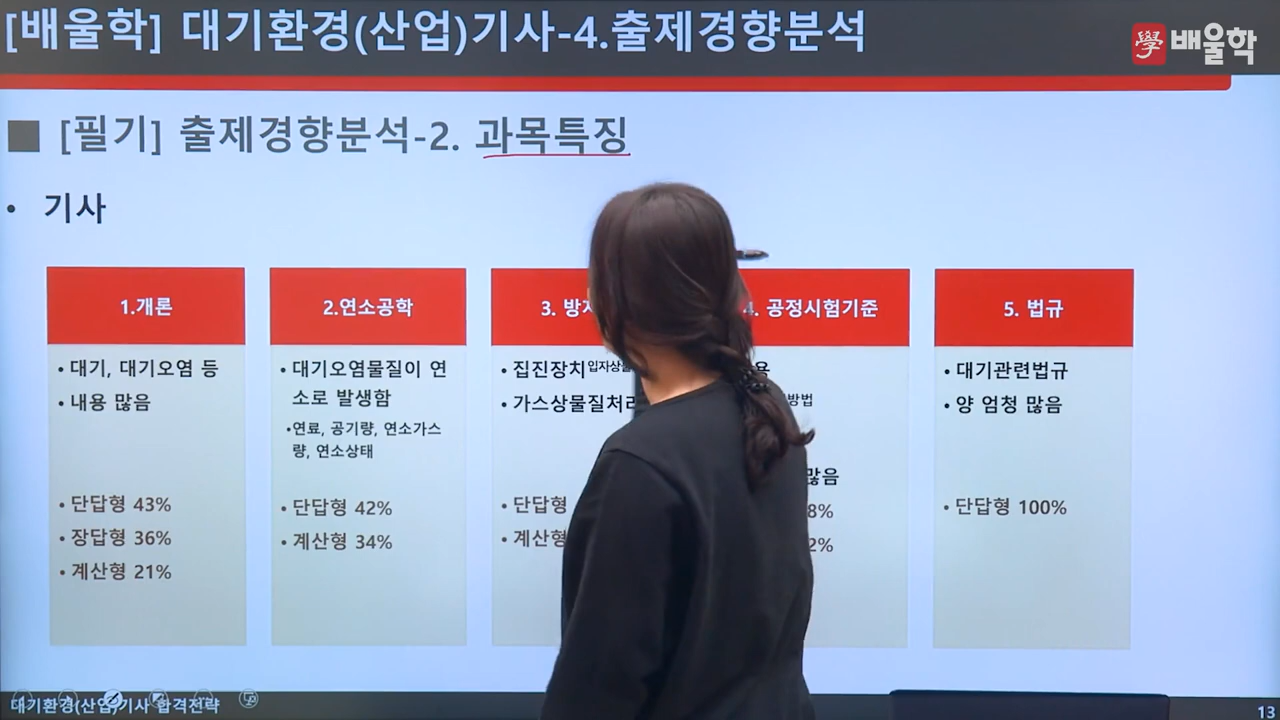 [배울학] 대기환경(산업)기사-4.출제경향분석
學 배울학
■ [필기] 출제경향분석-2. 과목특징
• 기사
1.개론
• 대기, 대기오염 등
• 내용 많음
• 단답형 43%
• 장답형 36%
• 계산형 21%
2.연소공학
• 대기오염물질이 연
소로 발생함
•연료, 공기량, 연소가스
량, 연소상태
• 단답형 42%
• 계산형 34%
3.
• 집진장치
• 가스상물질처리
• 단답형
• 계산형
4. 공정시험기준
방법
많음
8%
2%
5. 법규
• 대기관련법규
• 양 엄청 많음
• 단답형 100%
대기환경(산업)기사 합격전략
13